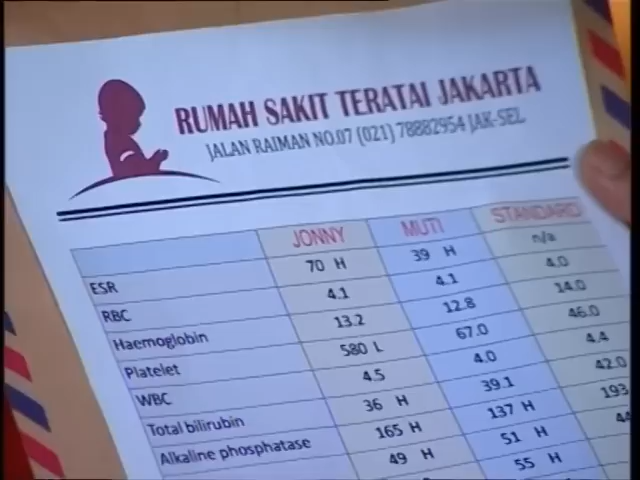 RUMAH SAKIT TERATAI JAKARTA
JALAN RAIMAN NO.07 (021) 78882954 JAK-SEL
JONNY MUTI STANDARD
ESR 70 H 39 H n/a
RBC 4.1 4.1 4.0
Haemoglobin 13.2 12.8 14.0
Platelet 580 L 67.0 46.0
WBC 4.5 4.0 4.4
Total bilirubin 36 H 39.1 42.0
Alkaline phosphatase 165 H 137 H 193
49 H 51 H
55 H